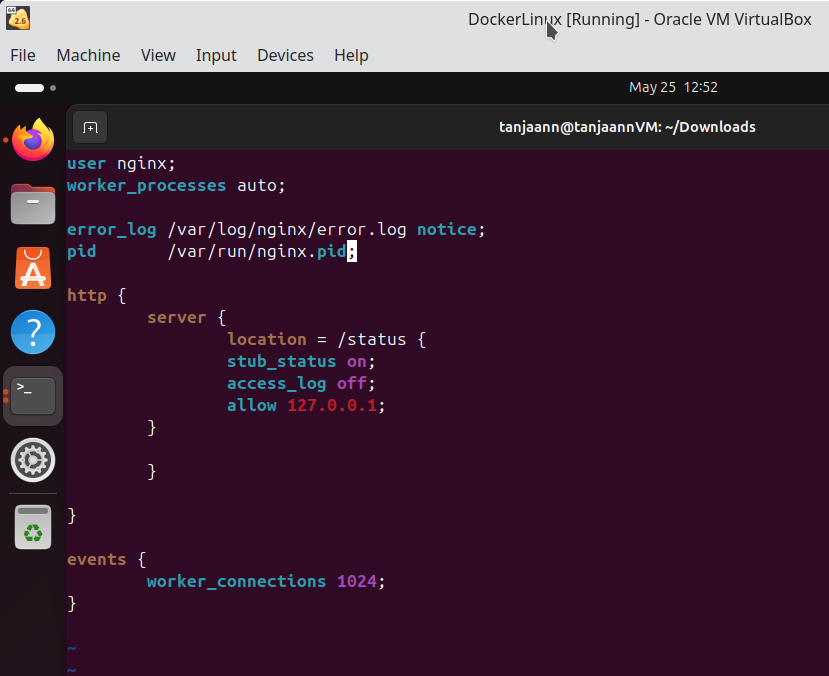 DockerLinux [Running] - Oracle VM VirtualBox
File Machine View Input Devices Help
May 25 12:52
tanjaann@tanjaannVM: ~/Downloads
user nginx;
worker_processes auto;
error_log /var/log/nginx/error.log notice;
pid /var/run/nginx.pid;
http {
server {
location = /status {
stub_status on;
access_log off;
allow 127.0.0.1;
}
}
}
events {
worker_connections 1024;
}
~
~